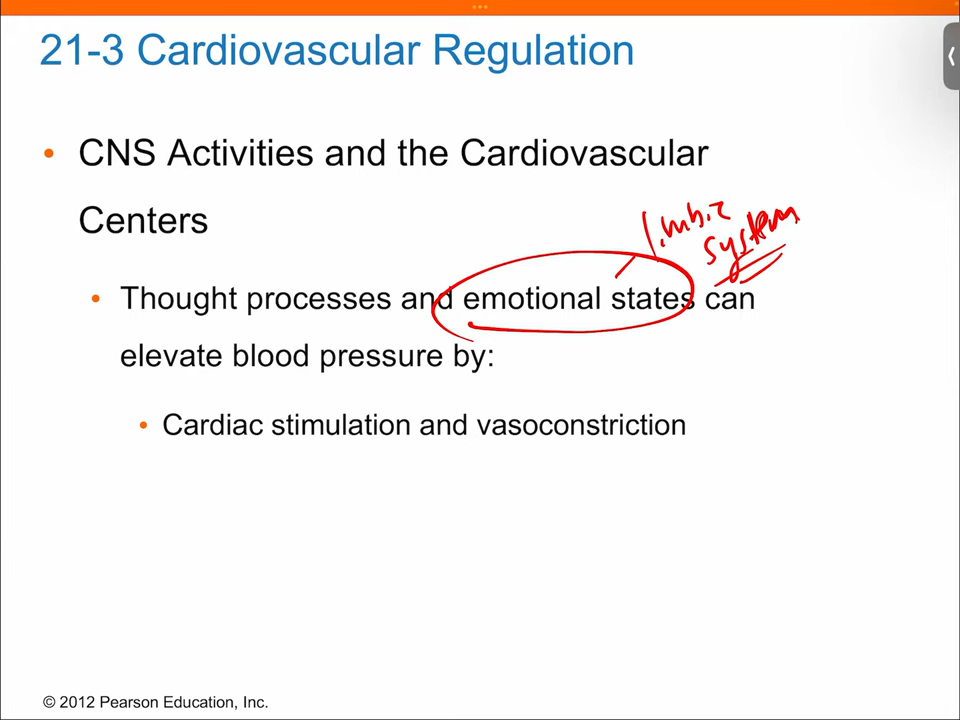 21-3 Cardiovascular Regulation
• CNS Activities and the Cardiovascular
Centers
limbic
system
• Thought processes and emotional states can
elevate blood pressure by:
• Cardiac stimulation and vasoconstriction
© 2012 Pearson Education, Inc.